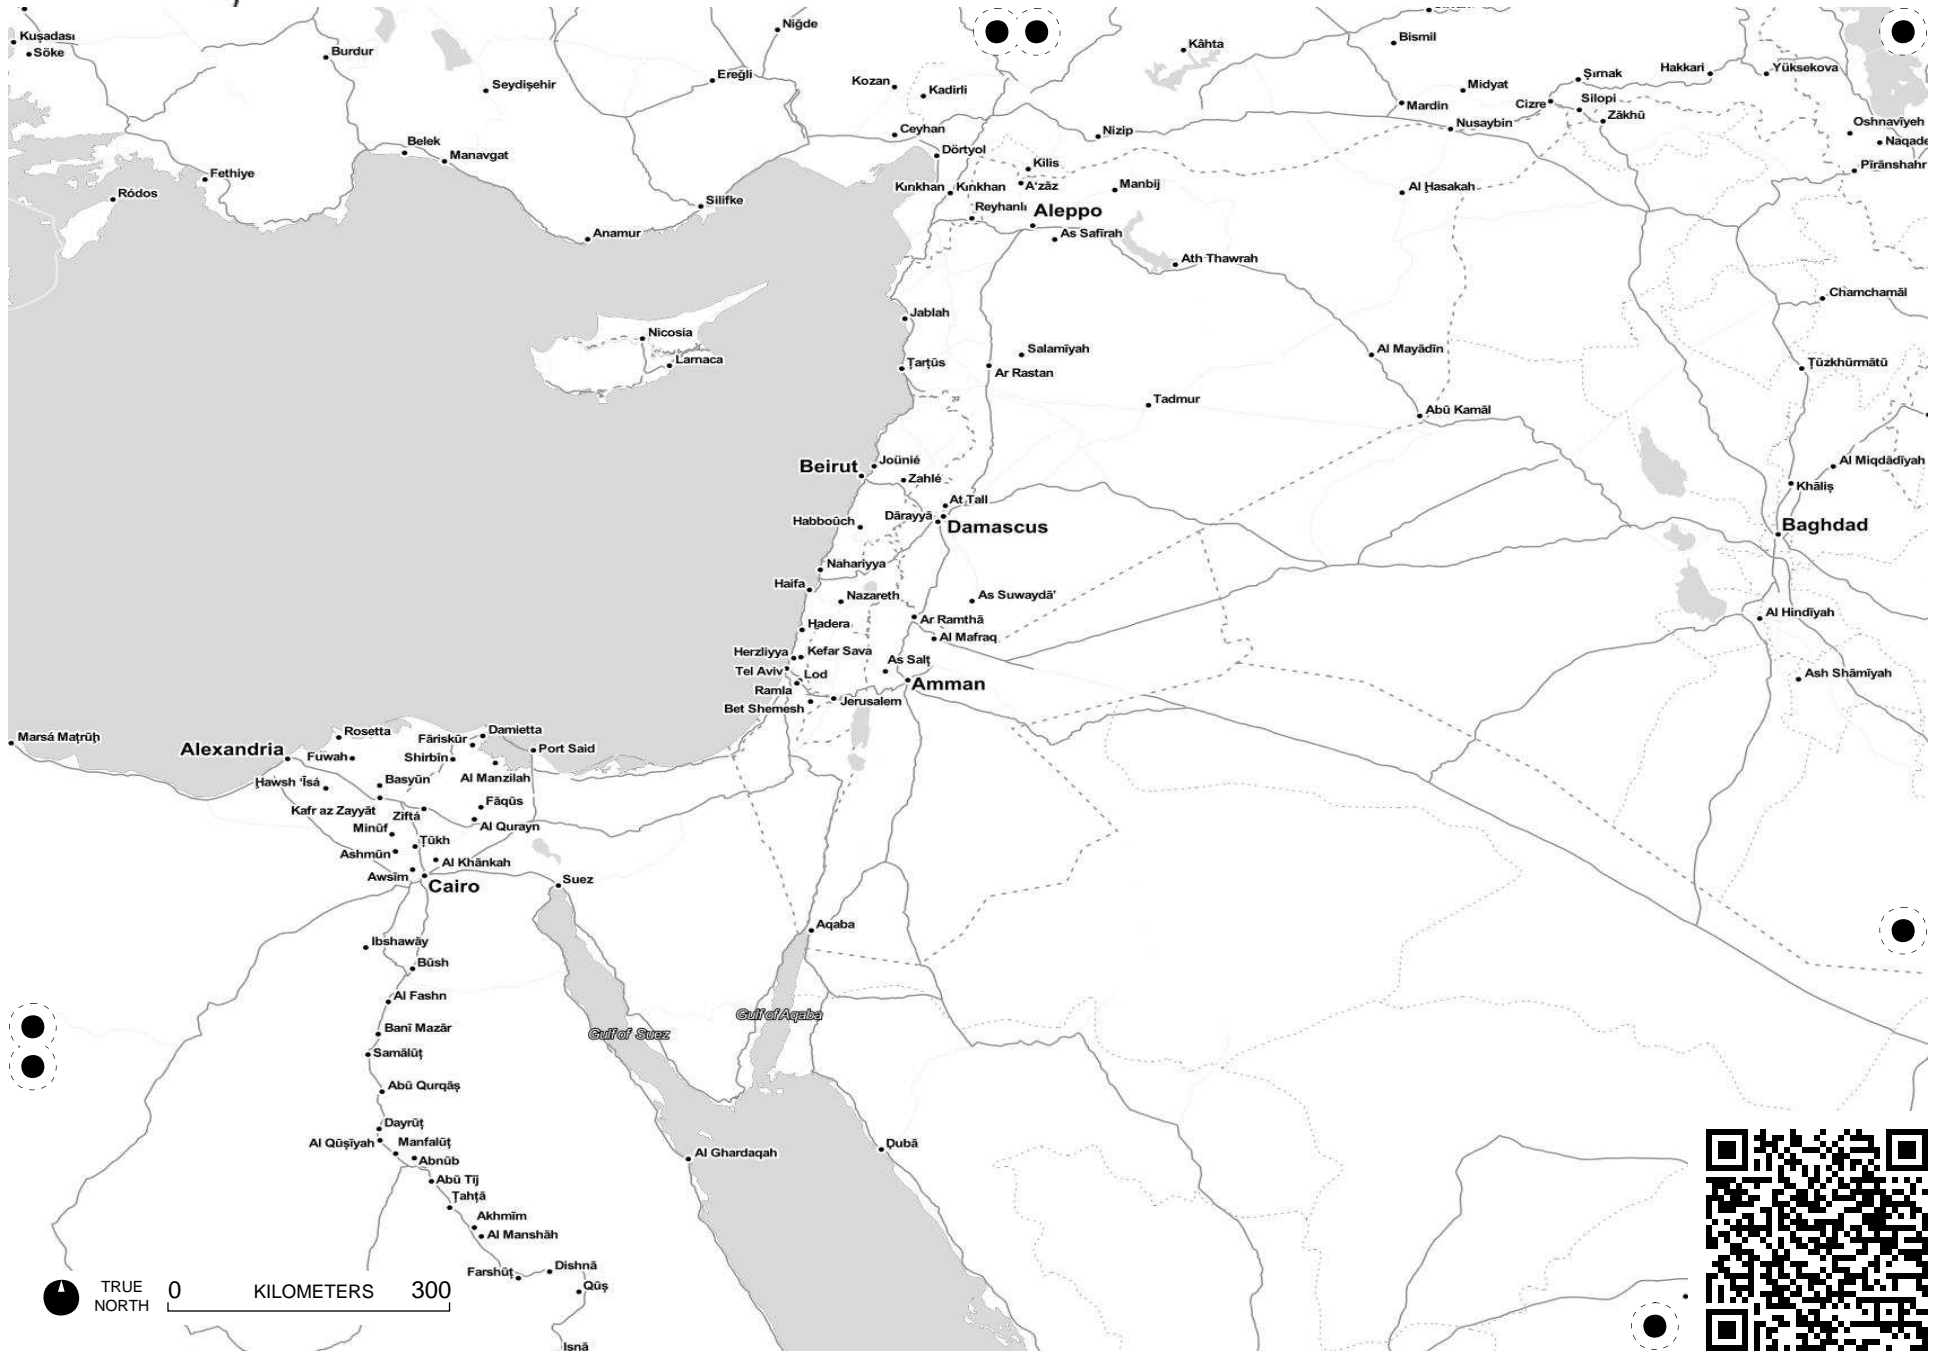 Kuşadası
Söke
Burdur
Niğde
Bismil
Kâhta
Seydişehir
Ereğli
Kozan
Kadirli
Midyat
Şırnak
Hakkari
Yüksekova
Mardin
Cizre
Silopi
Zākhū
Ceyhan
Nizip
Nusaybin
Oshnavīyeh
Naqade
Belek
Manavgat
Dörtyol
Kilis
Pīrānshahr
Fethiye
Ródos
Silifke
Kırıkhan
Kırıkhan
A‘zāz
Manbij
Al Ḩasakah
Reyhanlı
Aleppo
Anamur
As Safīrah
Ath Thawrah
Chamchamāl
Jablah
Nicosia
Larnaca
Salamīyah
Al Mayādīn
Ţarţūs
Ar Rastan
Ţūzkhūrmātū
Tadmur
Abū Kamāl
Beirut
Joünié
Zahlé
Al Miqdādīyah
Khāliş
At Tall
Dārayyā
Damascus
Habboûch
Baghdad
Nahariyya
Haifa
Nazareth
As Suwaydā'
Al Hindīyah
Ḥadera
Ar Ramthā
Al Mafraq
Herzliyya
Kefar Sava
As Salţ
Tel Aviv
Lod
Ramla
Amman
Ash Shāmīyah
Bet Shemesh
Jerusalem
Marsá Maţrūḩ
Alexandria
Rosetta
Fuwah
Damietta
Fāriskūr
Shirbīn
Port Said
Al Manzilah
Ḩawsh ‘Īsá
Basyūn
Kafr az Zayyāt
Ziftá
Fāqūs
Al Qurayn
Minūf
Ţūkh
Ashmūn
Al Khānkah
Awsīm
Cairo
Suez
Aqaba
Ibshawāy
Būsh
Al Fashn
Gulf of Aqaba
Gulf of Suez
Banī Mazār
Samālūţ
Abū Qurqāş
Dayrūţ
Al Qūşīyah
Manfalūţ
Abnūb
Al Ghardaqah
Ḑubā
Abū Tīj
Ţahţā
Akhmīm
Al Manshāh
Farshūţ
Dishnā
Qūş
TRUE
NORTH
0 KILOMETERS 300
Isnā